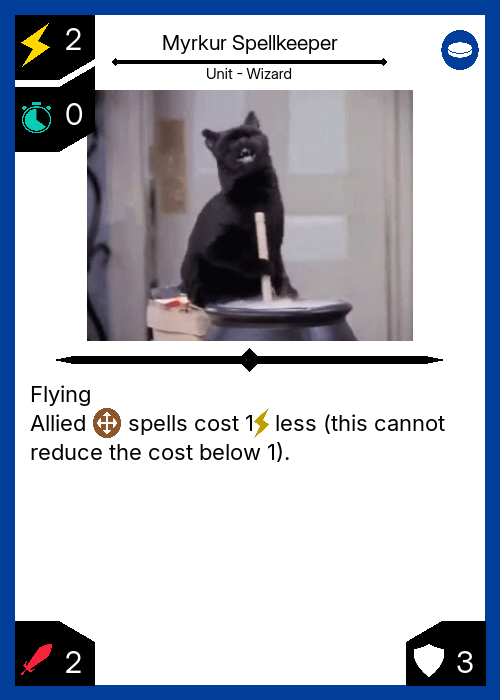 2
Myrkur Spellkeeper
Unit - Wizard
0
Flying
Allied spells cost 1 less (this cannot
reduce the cost below 1).
2
3